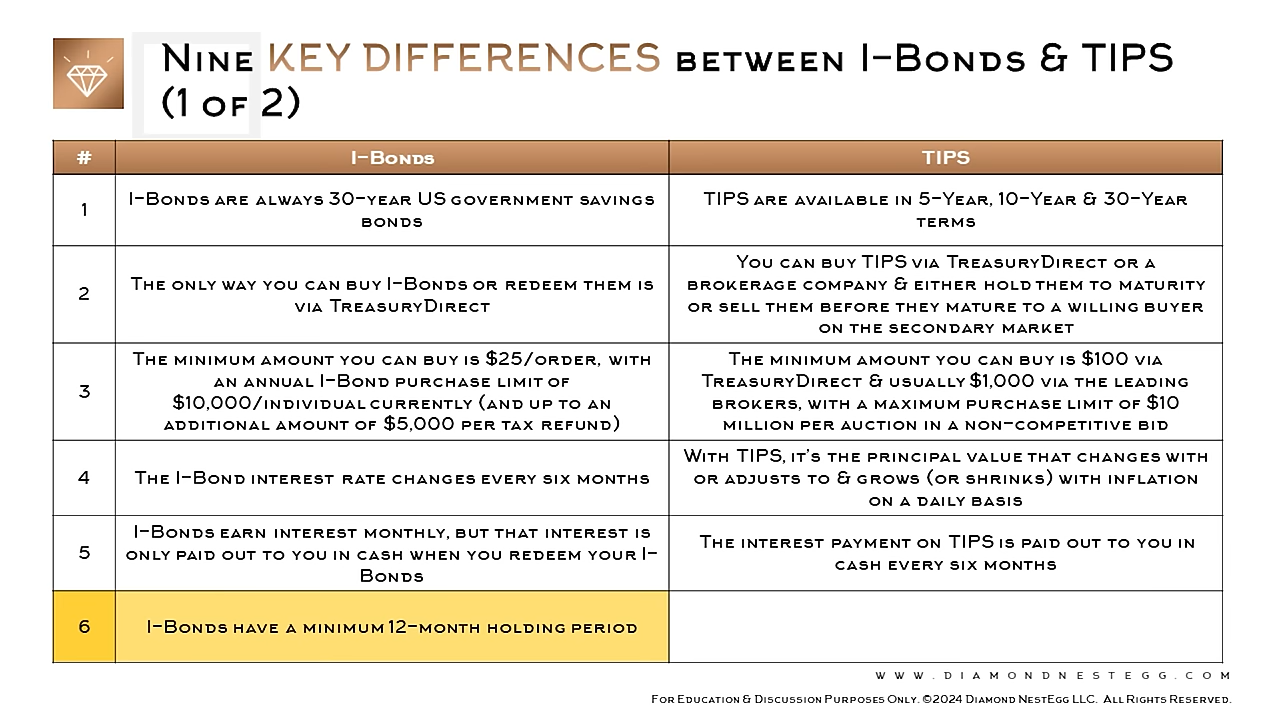 Nine KEY DIFFERENCES between I-Bonds & TIPS
(1 of 2)
# I-Bonds TIPS
1
I-Bonds are always 30-year US government savings
bonds
TIPS are available in 5-Year, 10-Year & 30-Year
terms
2
The only way you can buy I-Bonds or redeem them is
via TreasuryDirect
You can buy TIPS via TreasuryDirect or a
brokerage company & either hold them to maturity
or sell them before they mature to a willing buyer
on the secondary market
3
The minimum amount you can buy is $25/order, with
an annual I-Bond purchase limit of
$10,000/individual currently (and up to an
additional amount of $5,000 per tax refund)
The minimum amount you can buy is $100 via
TreasuryDirect & usually $1,000 via the leading
brokers, with a maximum purchase limit of $10
million per auction in a non-competitive bid
4
The I-Bond interest rate changes every six months
With TIPS, it's the principal value that changes with
or adjusts to & grows (or shrinks) with inflation
on a daily basis
5
I-Bonds earn interest monthly, but that interest is
only paid out to you in cash when you redeem your I-
Bonds
The interest payment on TIPS is paid out to you in
cash every six months
6
I-Bonds have a minimum 12-month holding period
www.diamondnestegg.com
For Education & Discussion Purposes Only. ©2024 Diamond NestEgg LLC. All Rights Reserved.